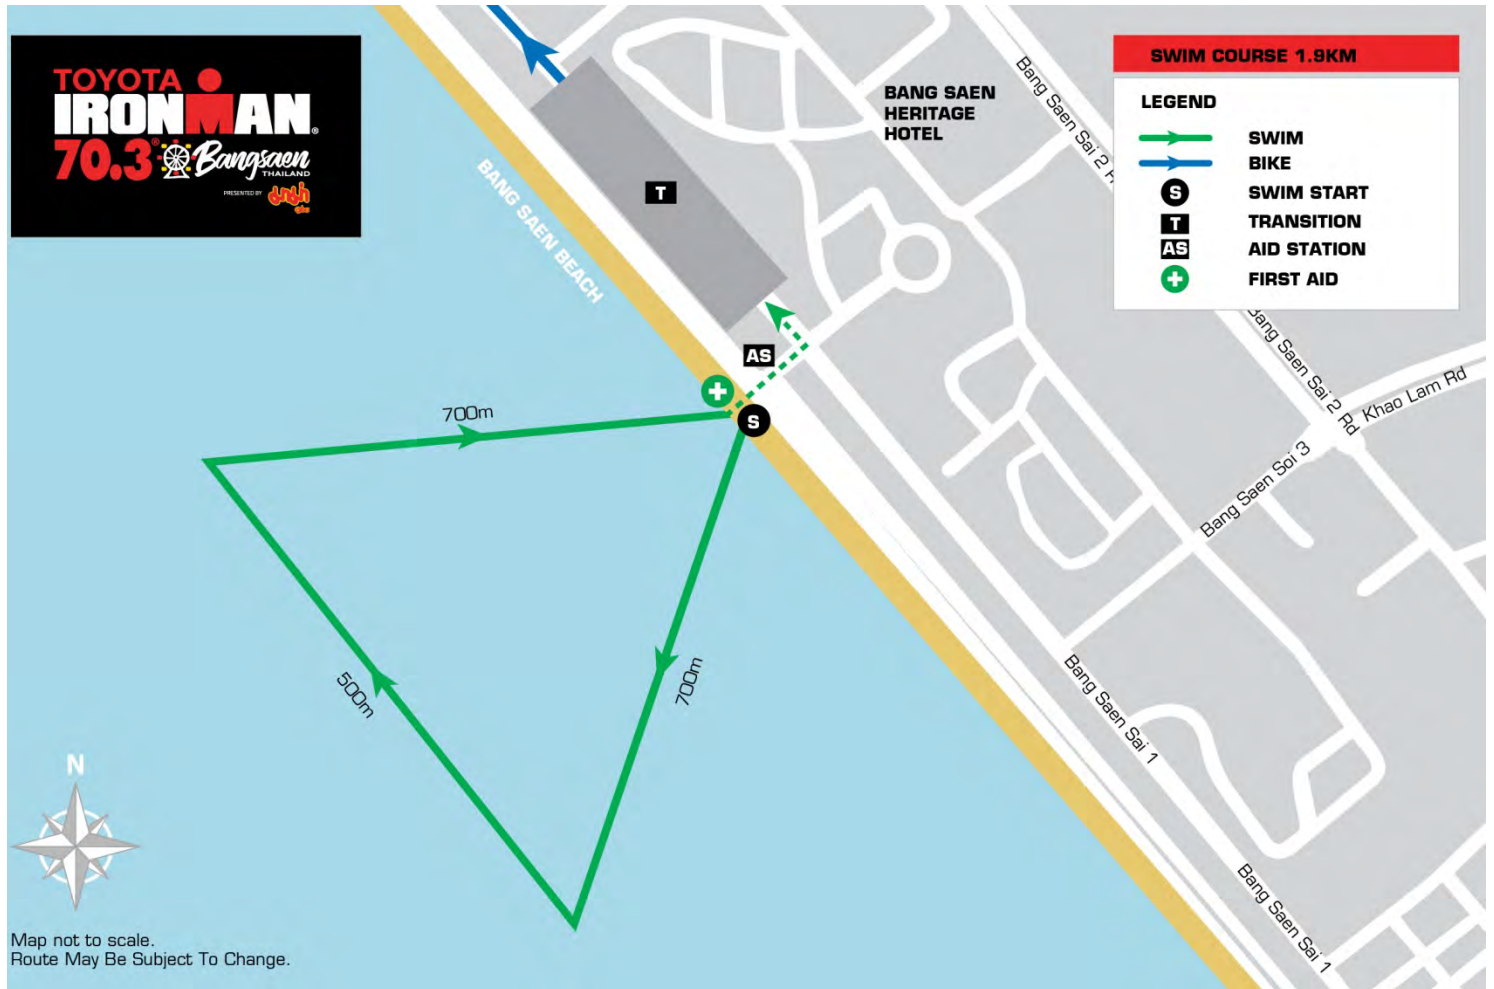 TOYOTA
IRONMAN®
70.3® Bangsaen
THAILAND
PRESENTED BY
SWIM COURSE 1.9KM
LEGEND
SWIM
BIKE
S SWIM START
T TRANSITION
AS AID STATION
FIRST AID
BANG SAEN
HERITAGE
HOTEL
Bang Saen Sai 2 R
BANG SAEN BEACH
T
AS
S
700m
700m
500m
Bang Saen Sai 2 Rd
Khao Lam Rd
Bang Saen Soi 3
Bang Saen Sai 1
Bang Saen Sai 1
N
Map not to scale.
Route May Be Subject To Change.